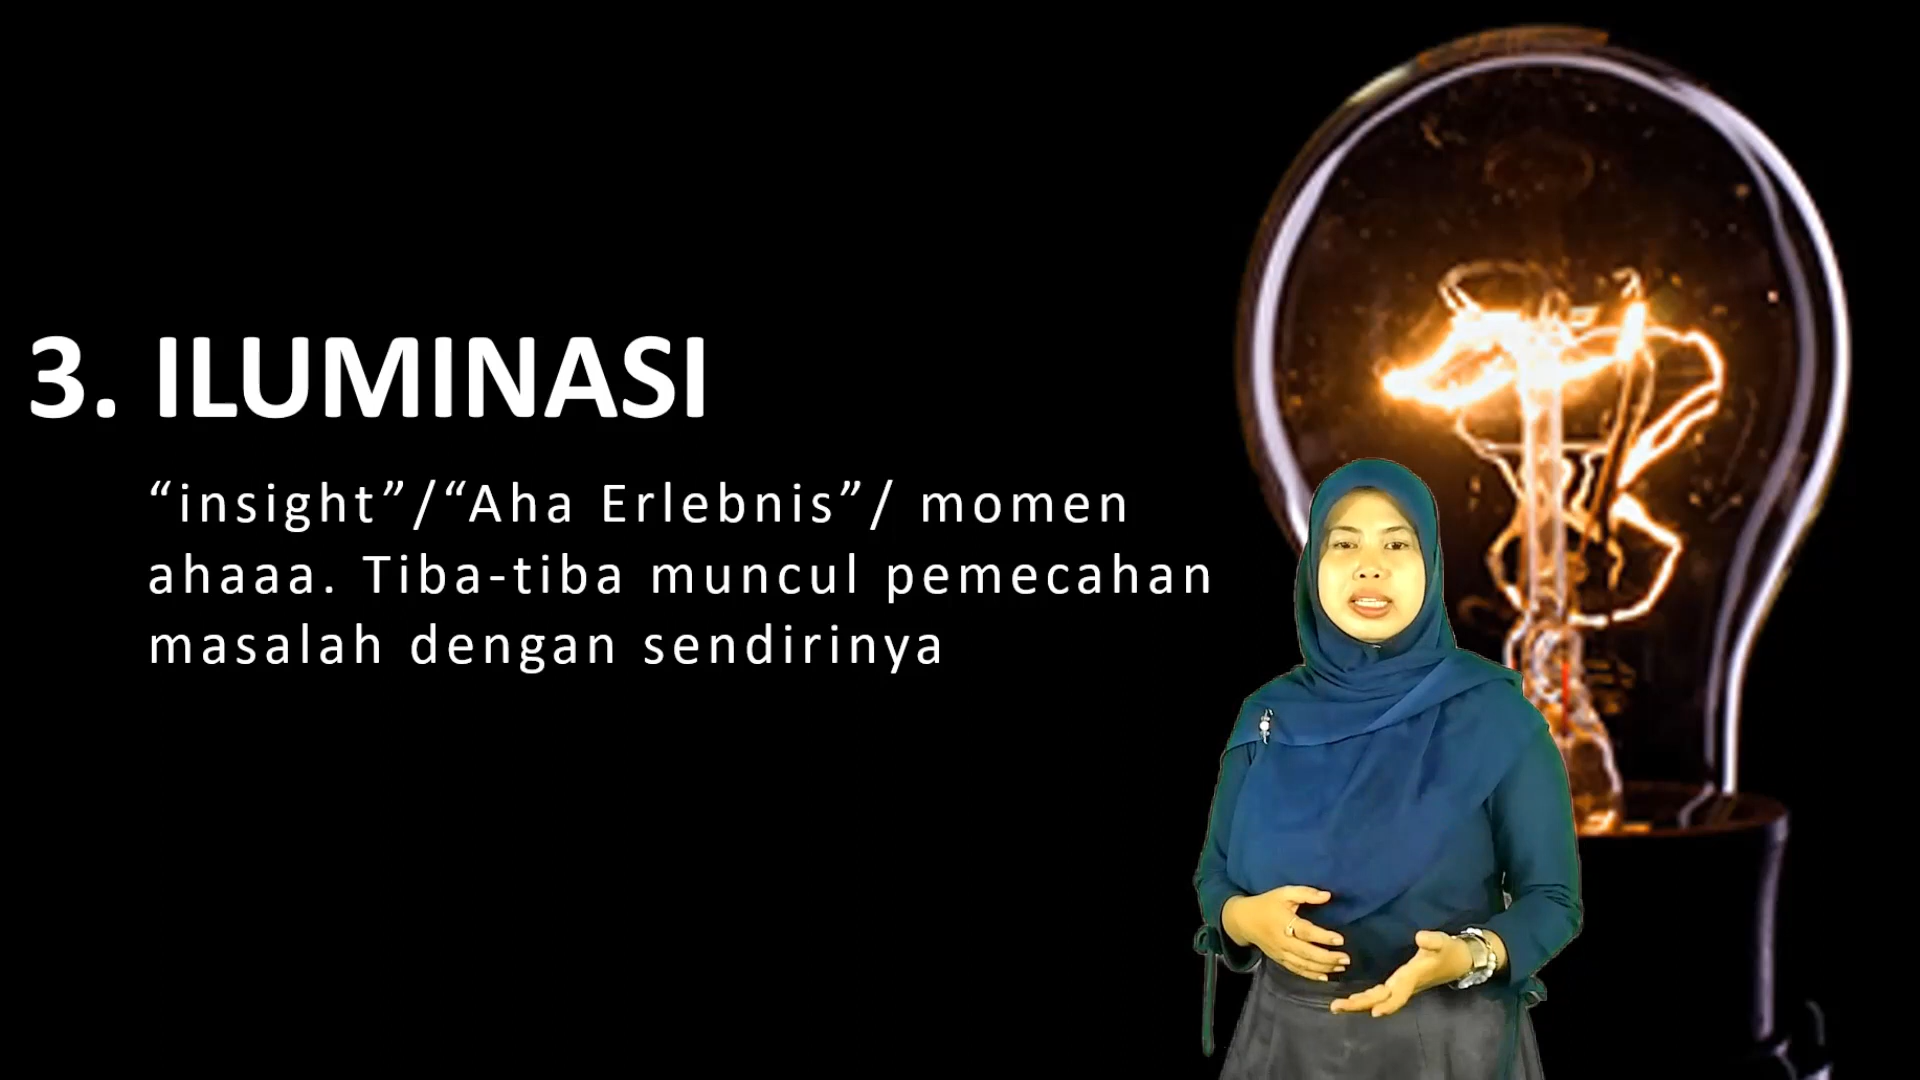 3. ILUMINASI
“insight”/“Aha Erlebnis”/ momen
ahaaa. Tiba-tiba muncul pemecahan
masalah dengan sendirinya